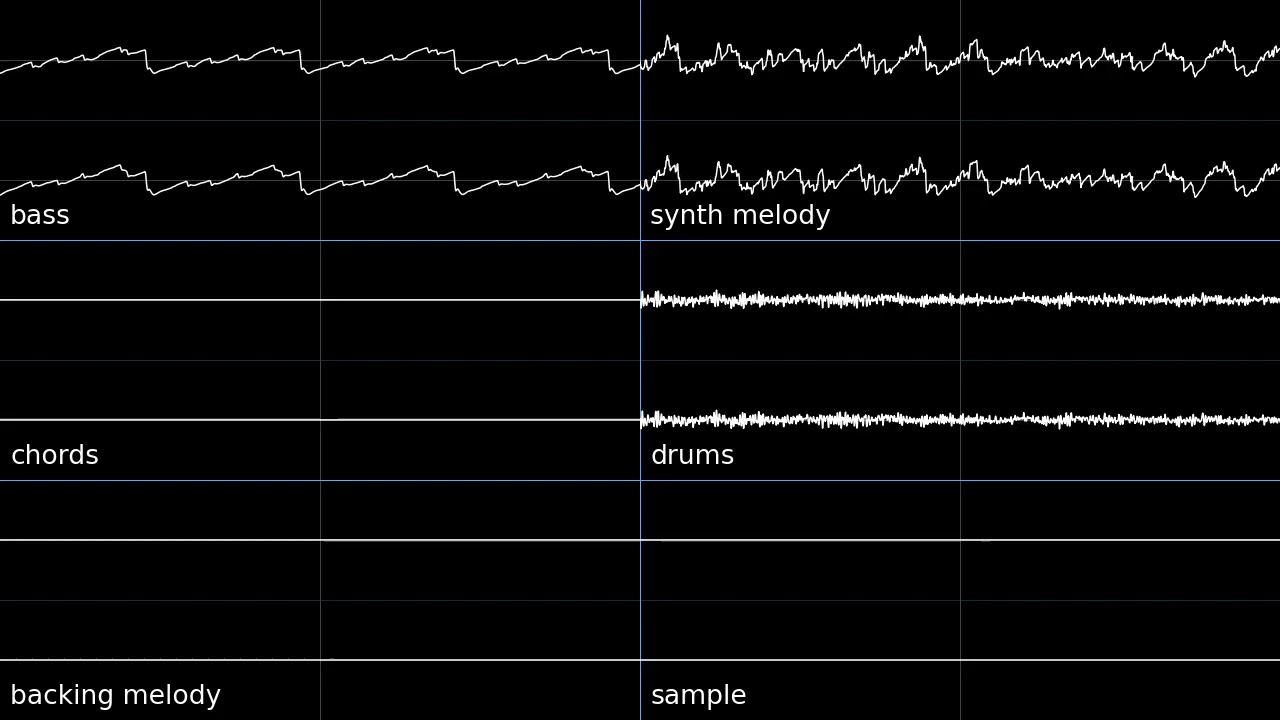 bass
synth melody
chords
drums
backing melody
sample